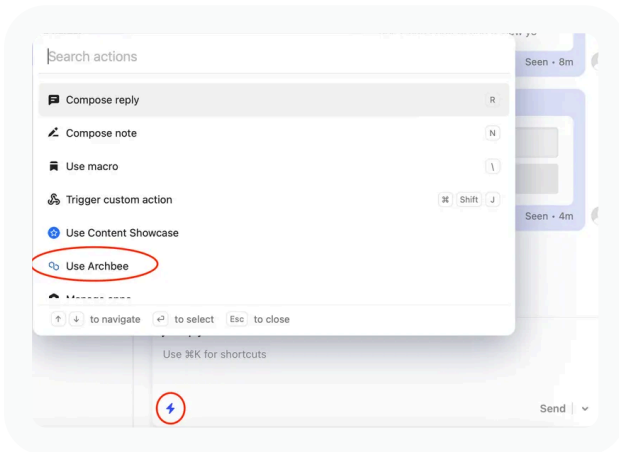 Search actions
Seen • 8m
Compose reply R
Compose note N
Use macro \
Trigger custom action ⌘ Shift J
Seen • 4m
Use Content Showcase
Use Archbee
↑ ↓ to navigate ↵ to select Esc to close
Use ⌘K for shortcuts
Send